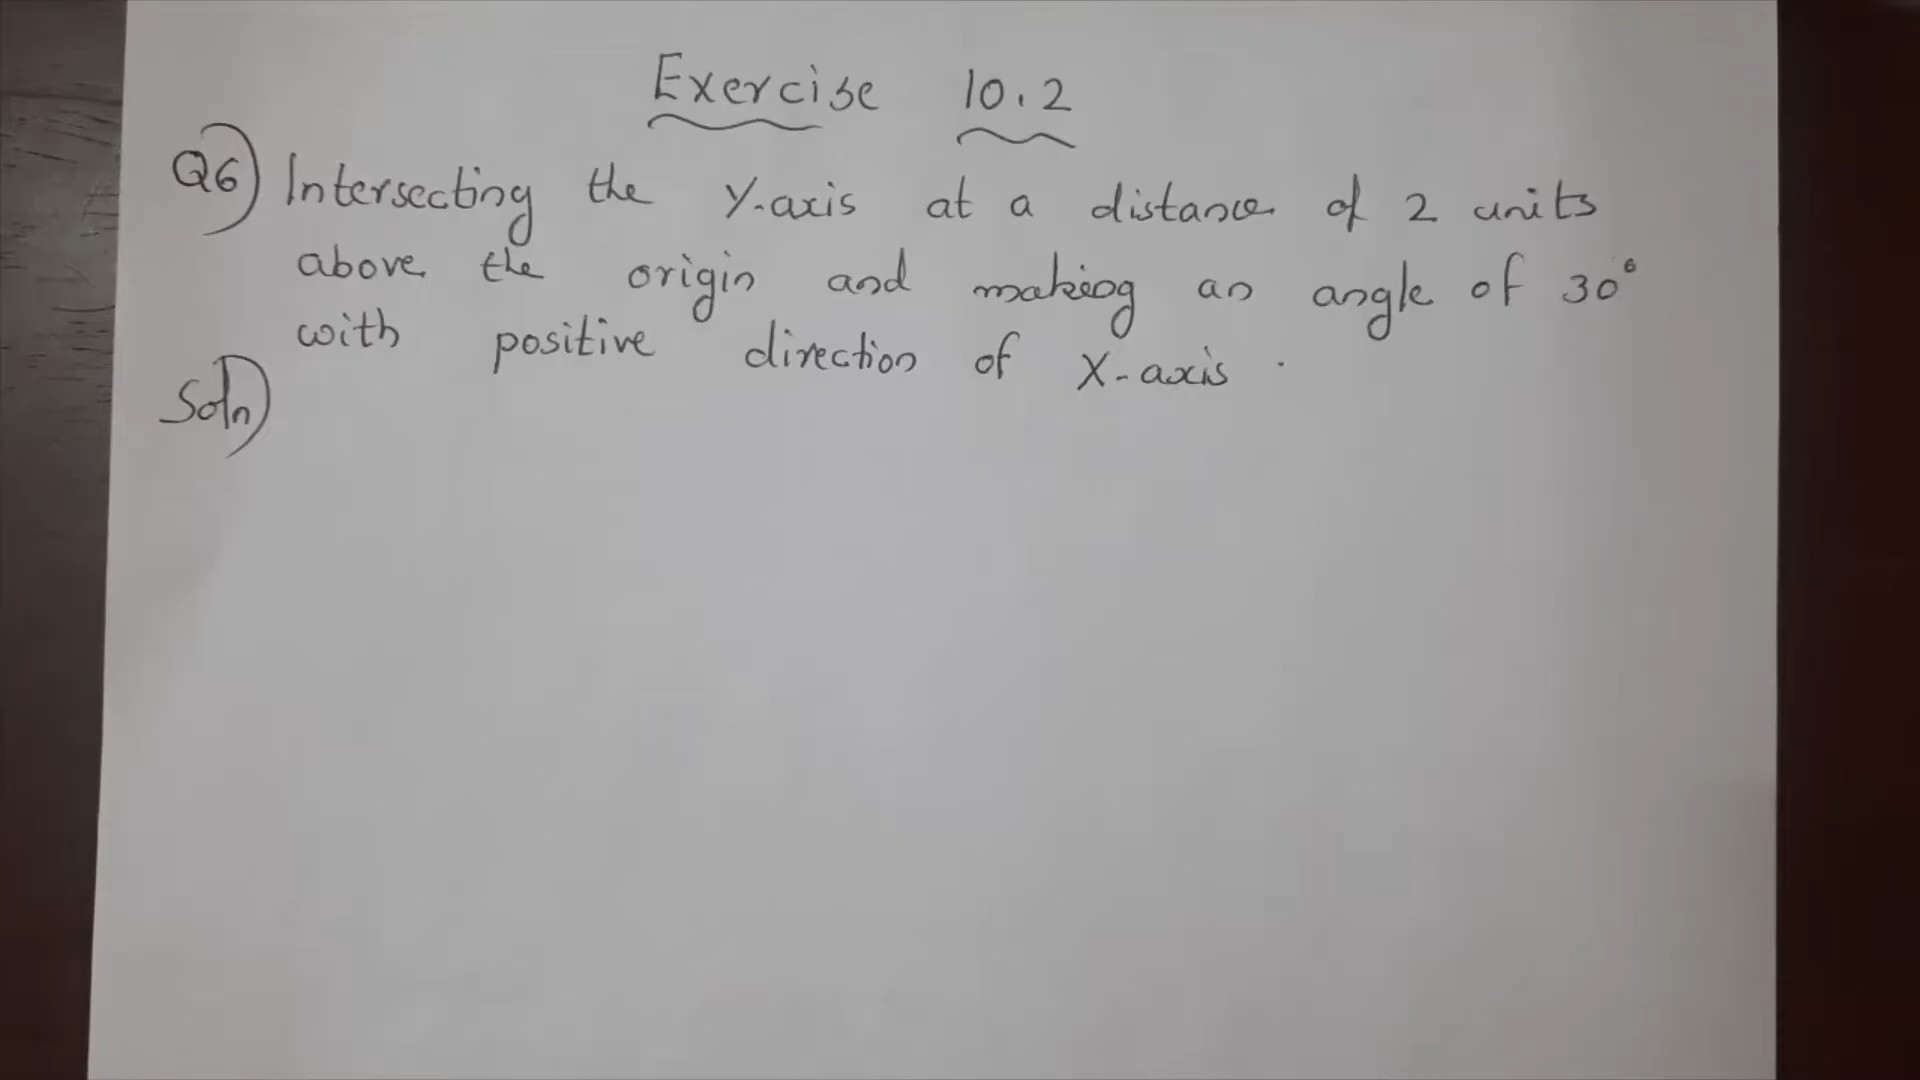 Exercise 10.2
Q6) Intersecting the Y-axis at a distance of 2 units
above the origin and making an angle of 30°
with positive direction of X-axis.
Soln)